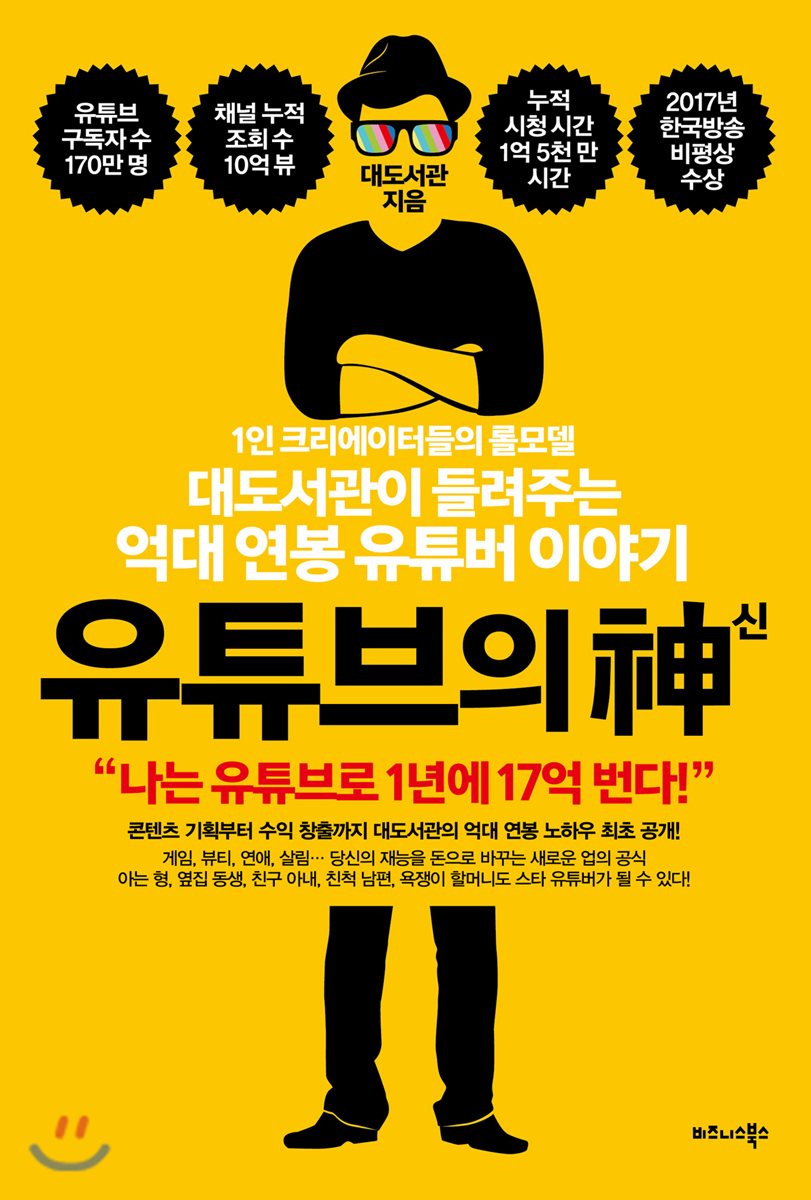 유튜브
구독자 수
170만 명
채널 누적
조회 수
10억 뷰
누적
시청 시간
1억 5천 만
시간
2017년
한국방송
비평상
수상
대도서관
지음
1인 크리에이터들의 롤모델
대도서관이 들려주는
억대 연봉 유튜버 이야기
유튜브의 神신
“나는 유튜브로 1년에 17억 번다!”
콘텐츠 기획부터 수익 창출까지 대도서관의 억대 연봉 노하우 최초 공개!
게임, 뷰티, 연애, 살림… 당신의 재능을 돈으로 바꾸는 새로운 업의 공식
아는 형, 옆집 동생, 친구 아내, 친척 남편, 욕쟁이 할머니도 스타 유튜버가 될 수 있다!
비즈니스북스